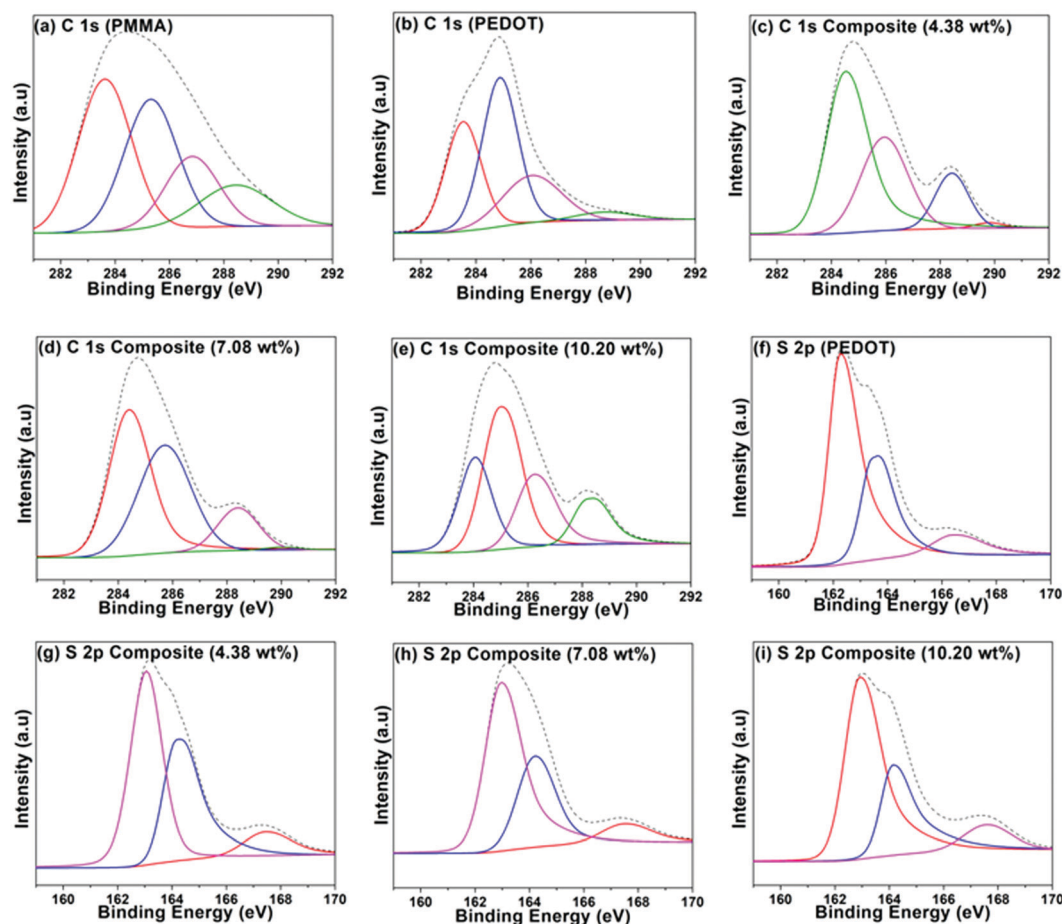 (a) C 1s (PMMA)
Intensity (a.u)
282 284 286 288 290 292
Binding Energy (eV)
(b) C 1s (PEDOT)
Intensity (a.u)
282 284 286 288 290 292
Binding Energy (eV)
(c) C 1s Composite (4.38 wt%)
Intensity (a.u)
282 284 286 288 290 292
Binding Energy (eV)
(d) C 1s Composite (7.08 wt%)
Intensity (a.u)
282 284 286 288 290 292
Binding Energy (eV)
(e) C 1s Composite (10.20 wt%)
Intensity (a.u)
282 284 286 288 290 292
Binding Energy (eV)
(f) S 2p (PEDOT)
Intensity (a.u)
160 162 164 166 168 170
Binding Energy (eV)
(g) S 2p Composite (4.38 wt%)
Intensity (a.u)
160 162 164 166 168 170
Binding Energy (eV)
(h) S 2p Composite (7.08 wt%)
Intensity (a.u)
160 162 164 166 168 170
Binding Energy (eV)
(i) S 2p Composite (10.20 wt%)
Intensity (a.u)
160 162 164 166 168 170
Binding Energy (eV)